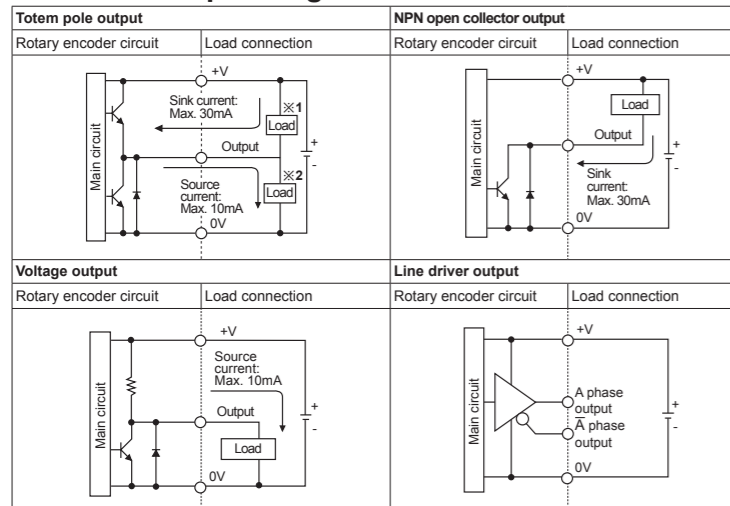 Totem pole output
Rotary encoder circuit
Load connection
Main circuit
+V
Sink current:
Max. 30mA
※1
Load
Output
※2
Load
Source
current:
Max. 10mA
0V
+
-
NPN open collector output
Rotary encoder circuit
Load connection
Main circuit
+V
Load
Output
Sink
current:
Max. 30mA
0V
+
-
Voltage output
Rotary encoder circuit
Load connection
Main circuit
+V
Source
current:
Max. 10mA
Output
Load
0V
+
-
Line driver output
Rotary encoder circuit
Load connection
Main circuit
+V
A phase
output
A̅ phase
output
0V
+
-